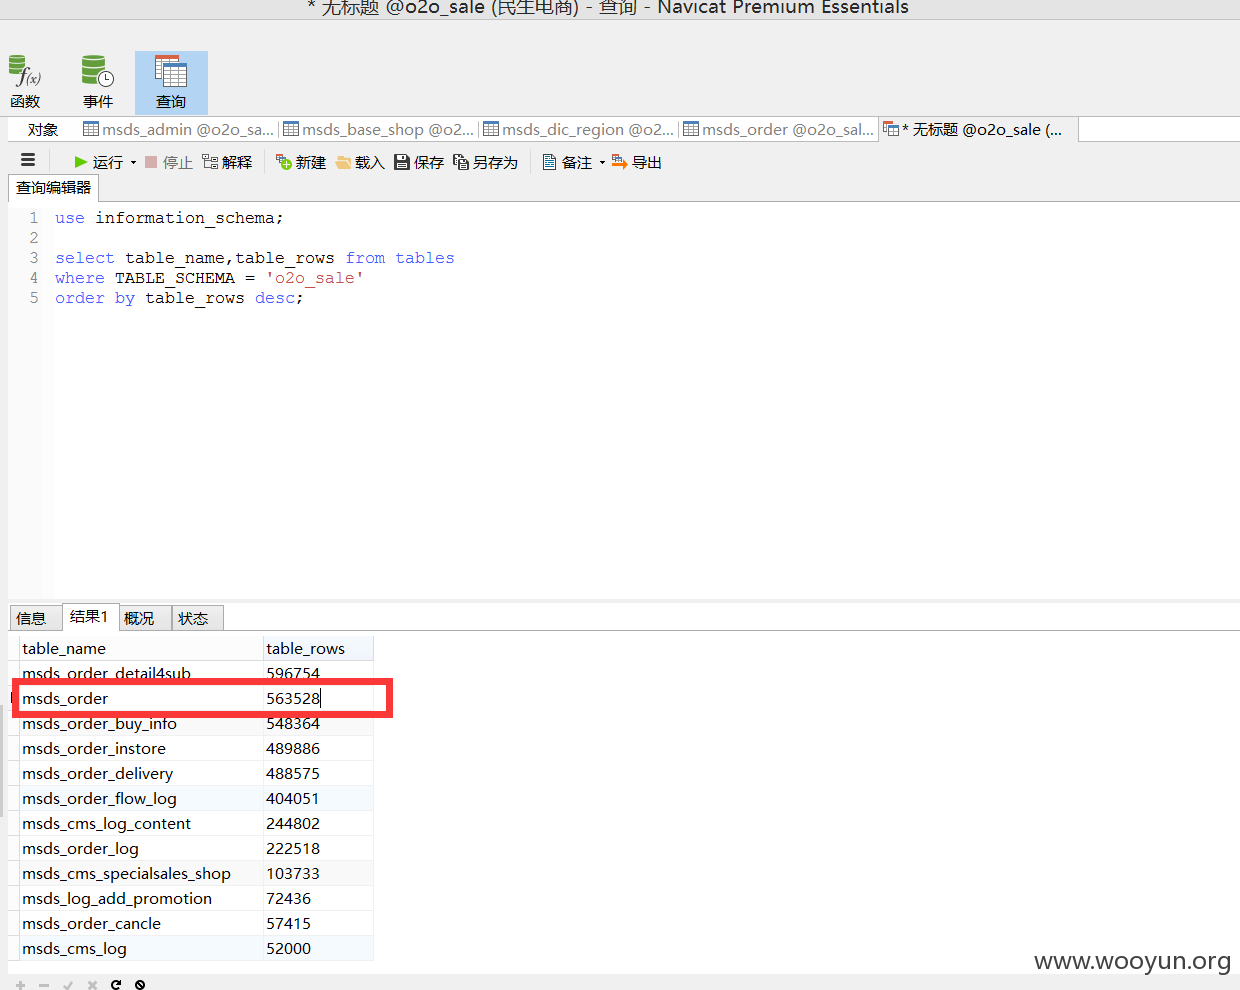 * 无标题 @o2o_sale (民生电商) - 查询 - Navicat Premium Essentials
函数 事件 查询
对象 msds_admin @o2o_sa... msds_base_shop @o2... msds_dic_region @o2... msds_order @o2o_sal... * 无标题 @o2o_sale (...
运行 停止 解释 新建 载入 保存 另存为 备注 导出
查询编辑器
1 use information_schema;
2
3 select table_name,table_rows from tables
4 where TABLE_SCHEMA = 'o2o_sale'
5 order by table_rows desc;
信息 结果1 概况 状态
table_name table_rows
msds_order_detail4sub 596754
msds_order 563528
msds_order_buy_info 548364
msds_order_instore 489886
msds_order_delivery 488575
msds_order_flow_log 404051
msds_cms_log_content 244802
msds_order_log 222518
msds_cms_specialsales_shop 103733
msds_log_add_promotion 72436
msds_order_cancle 57415
msds_cms_log 52000
www.wooyun.org